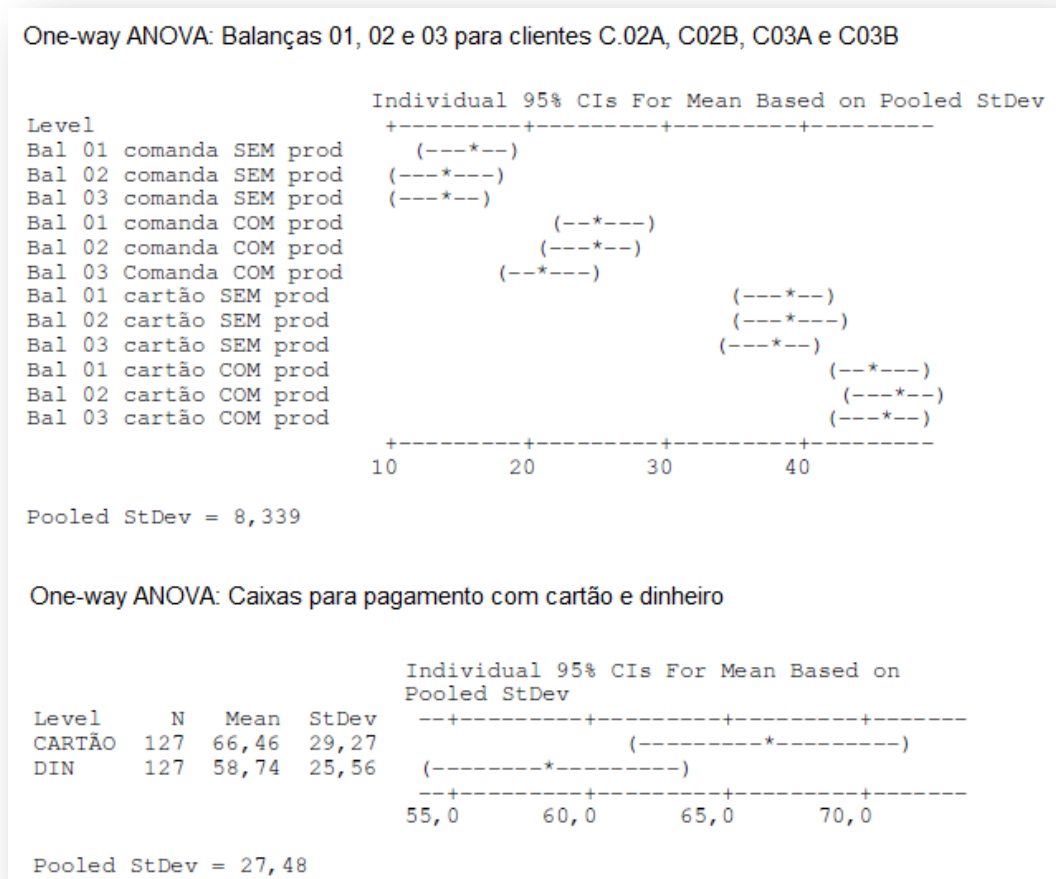 One-way ANOVA: Balanças 01, 02 e 03 para clientes C.02A, C02B, C03A e C03B
Individual 95% CIs For Mean Based on Pooled StDev
Level +---------+---------+---------+---------
Bal 01 comanda SEM prod (---*--)
Bal 02 comanda SEM prod (---*---)
Bal 03 comanda SEM prod (---*--)
Bal 01 comanda COM prod (--*---)
Bal 02 comanda COM prod (---*--)
Bal 03 Comanda COM prod (--*---)
Bal 01 cartão SEM prod (---*--)
Bal 02 cartão SEM prod (---*---)
Bal 03 cartão SEM prod (---*--)
Bal 01 cartão COM prod (--*---)
Bal 02 cartão COM prod (---*--)
Bal 03 cartão COM prod (---*--)
+---------+---------+---------+---------
10 20 30 40
Pooled StDev = 8,339
One-way ANOVA: Caixas para pagamento com cartão e dinheiro
Individual 95% CIs For Mean Based on
Pooled StDev
Level N Mean StDev --+---------+---------+---------+-------
CARTÃO 127 66,46 29,27 (---------*---------)
DIN 127 58,74 25,56 (--------*---------)
--+---------+---------+---------+-------
55,0 60,0 65,0 70,0
Pooled StDev = 27,48